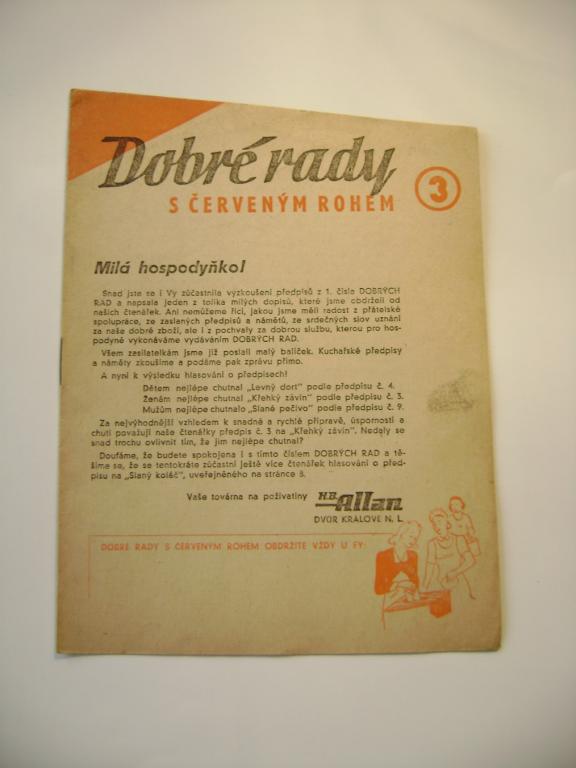 Dobré rady
S ČERVENÝM ROHEM
3
Milá hospodyňko!
Snad jste se i Vy zúčastnila vyzkoušení předpisů z 1. čísla DOBRÝCH
RAD a napsala jeden z tolika milých dopisů, které jsme obdrželi od
našich čtenářek. Ani nemůžeme říci, jakou jsme měli radost z přátelské
spolupráce, ze zaslaných předpisů a námětů, ze srdečných slov uznání
za naše dobré zboží, ale i z pochvaly za dobrou službu, kterou pro hos-
podyně vykonáváme vydáváním DOBRÝCH RAD.
Všem zasilatelkám jsme již poslali malý balíček. Kuchařské předpisy
a náměty zkoušíme a podáme pak zprávu přímo.
A nyní k výsledku hlasování o předpisech!
Dětem nejlépe chutnal „Levný dort" podle předpisu č. 4.
Ženám nejlépe chutnal „Křehký závin" podle předpisu č. 3.
Mužům nejlépe chutnalo „Slané pečivo" podle předpisu č. 9.
Za nejvýhodnější vzhledem k snadné a rychlé přípravě, úspornosti a
chuti považují naše čtenářky předpis č. 3 na „Křehký závin". Nedaly se
snad trochu ovlivnit tím, že jim nejlépe chutnal?
Doufáme, že budete spokojena i s tímto číslem DOBRÝCH RAD a tě-
šíme se, že se tentokráte zúčastní ještě více čtenářek hlasování o před-
pisu na „Slaný koláč", uveřejněného na stránce 8.
Vaše továrna na poživatiny
H.B. Allan
DVŮR KRÁLOVÉ N. L.
DOBRÉ RADY S ČERVENÝM ROHEM OBDRŽÍTE VŽDY U FY: